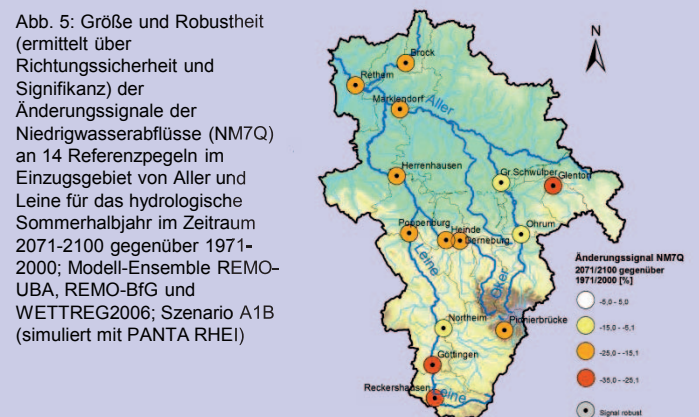 Abb. 5: Größe und Robustheit
(ermittelt über
Richtungssicherheit und
Signifikanz) der
Änderungssignale der
Niedrigwasserabflüsse (NM7Q)
an 14 Referenzpegeln im
Einzugsgebiet von Aller und
Leine für das hydrologische
Sommerhalbjahr im Zeitraum
2071-2100 gegenüber 1971-
2000; Modell-Ensemble REMO-
UBA, REMO-BfG und
WETTREG2006; Szenario A1B
(simuliert mit PANTA RHEI)
N
Brock
Rethem
Marklendorf
Aller
Herrenhausen
Gr.Schwülper
Glentorf
Poppenburg
Heinde
Derneburg
Ohrum
Leine
Oker
Northeim
Pionierbrücke
Göttingen
Reckershausen
Leine
Änderungssignal NM7Q
2071/2100 gegenüber
1971/2000 [%]
-5,0 - 5,0
-15,0 - -5,1
-25,0 - -15,1
-35,0 - -25,1
Signal robust